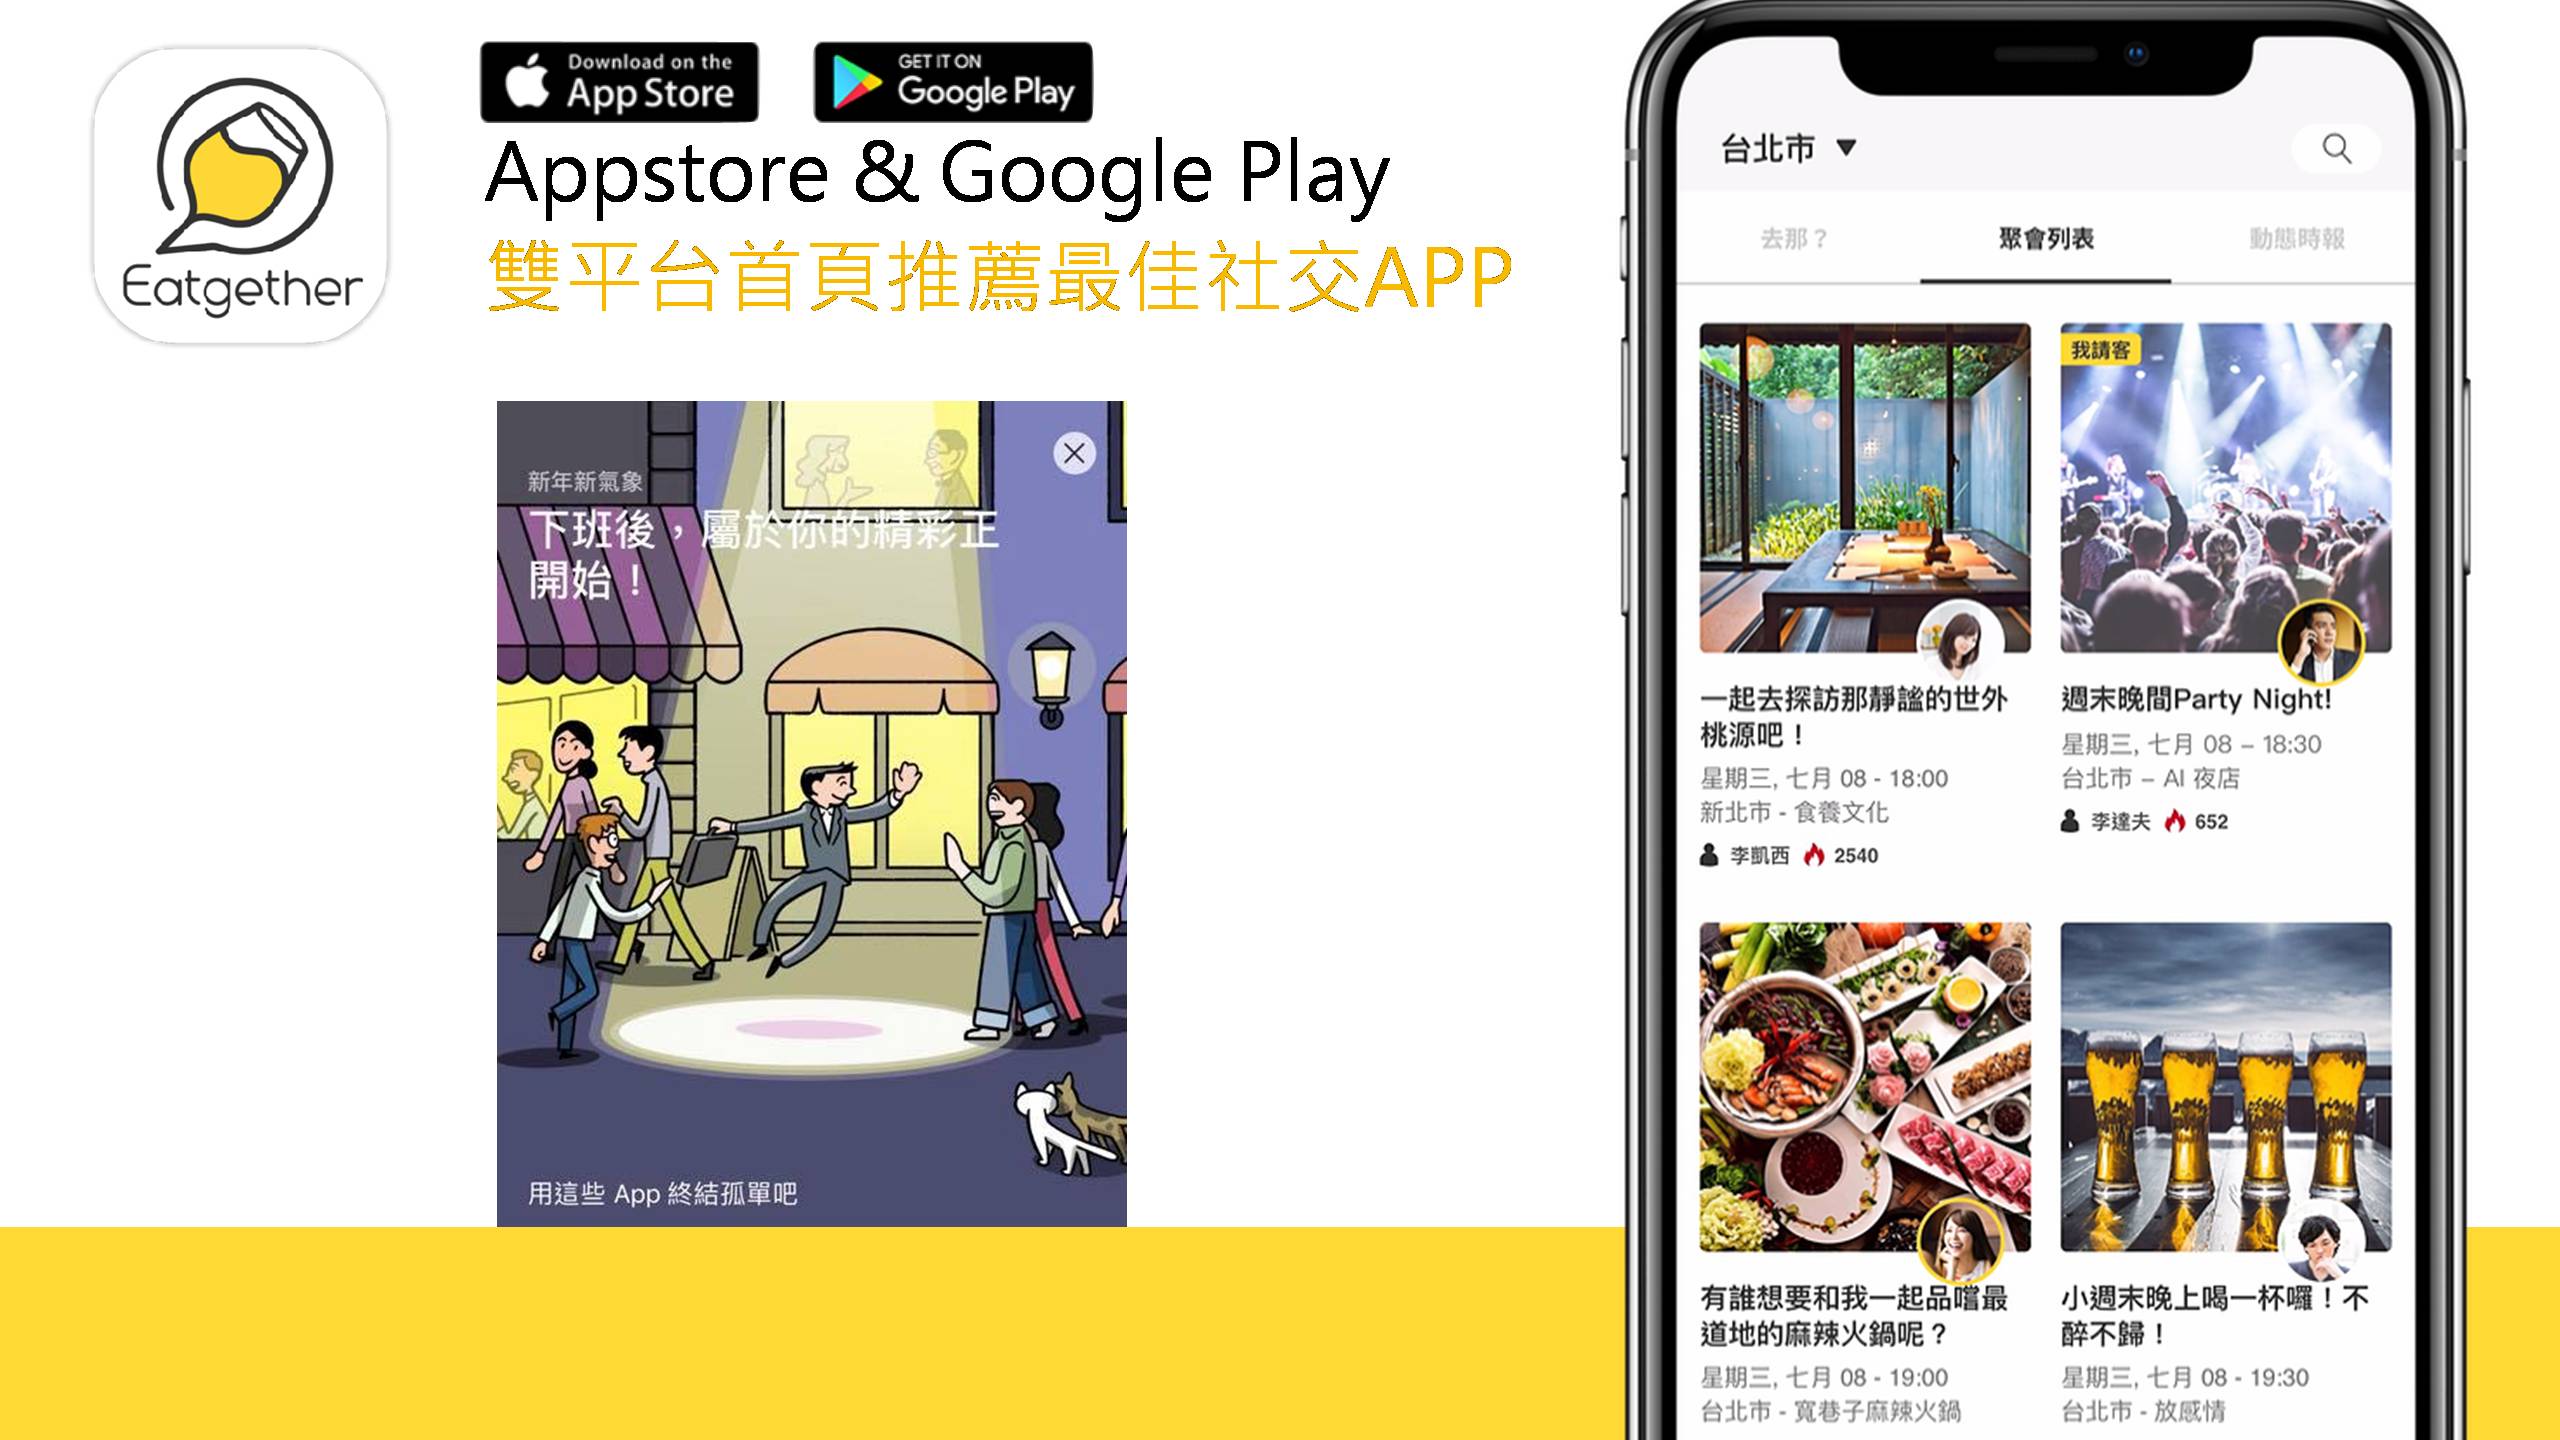 Eatgether
Download on the
App Store
GET IT ON
Google Play
Appstore & Google Play
雙平台首頁推薦最佳社交APP
新年新氣象
下班後，屬於你的精彩正
開始！
用這些 App 終結孤單吧
台北市 ▼
去那？
聚會列表
動態時報
一起去探訪那靜謐的世外
桃源吧！
星期三, 七月 08 - 18:00
新北市 - 食養文化
李凱西 2540
我請客
週末晚間Party Night!
星期三, 七月 08 – 18:30
台北市 – AI 夜店
李達夫 652
有誰想要和我一起品嚐最
道地的麻辣火鍋呢？
星期三, 七月 08 - 19:00
台北市 - 寬巷子麻辣火鍋
小週末晚上喝一杯囉！不
醉不歸！
星期三, 七月 08 - 19:30
台北市 - 放感情